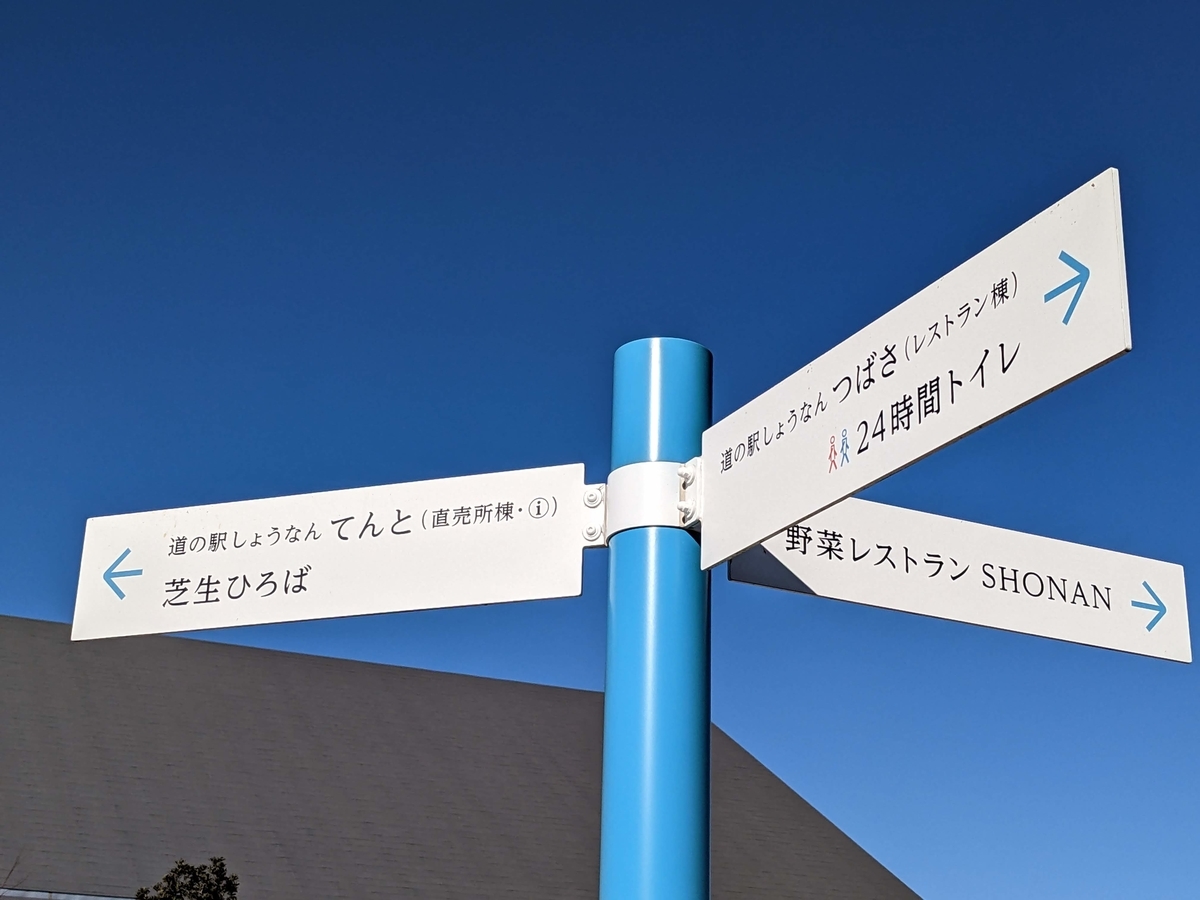 道の駅しょうなん てんと (直売所棟・ⓘ)
芝生ひろば
道の駅しょうなん つばさ (レストラン棟)
24時間トイレ
野菜レストラン SHONAN